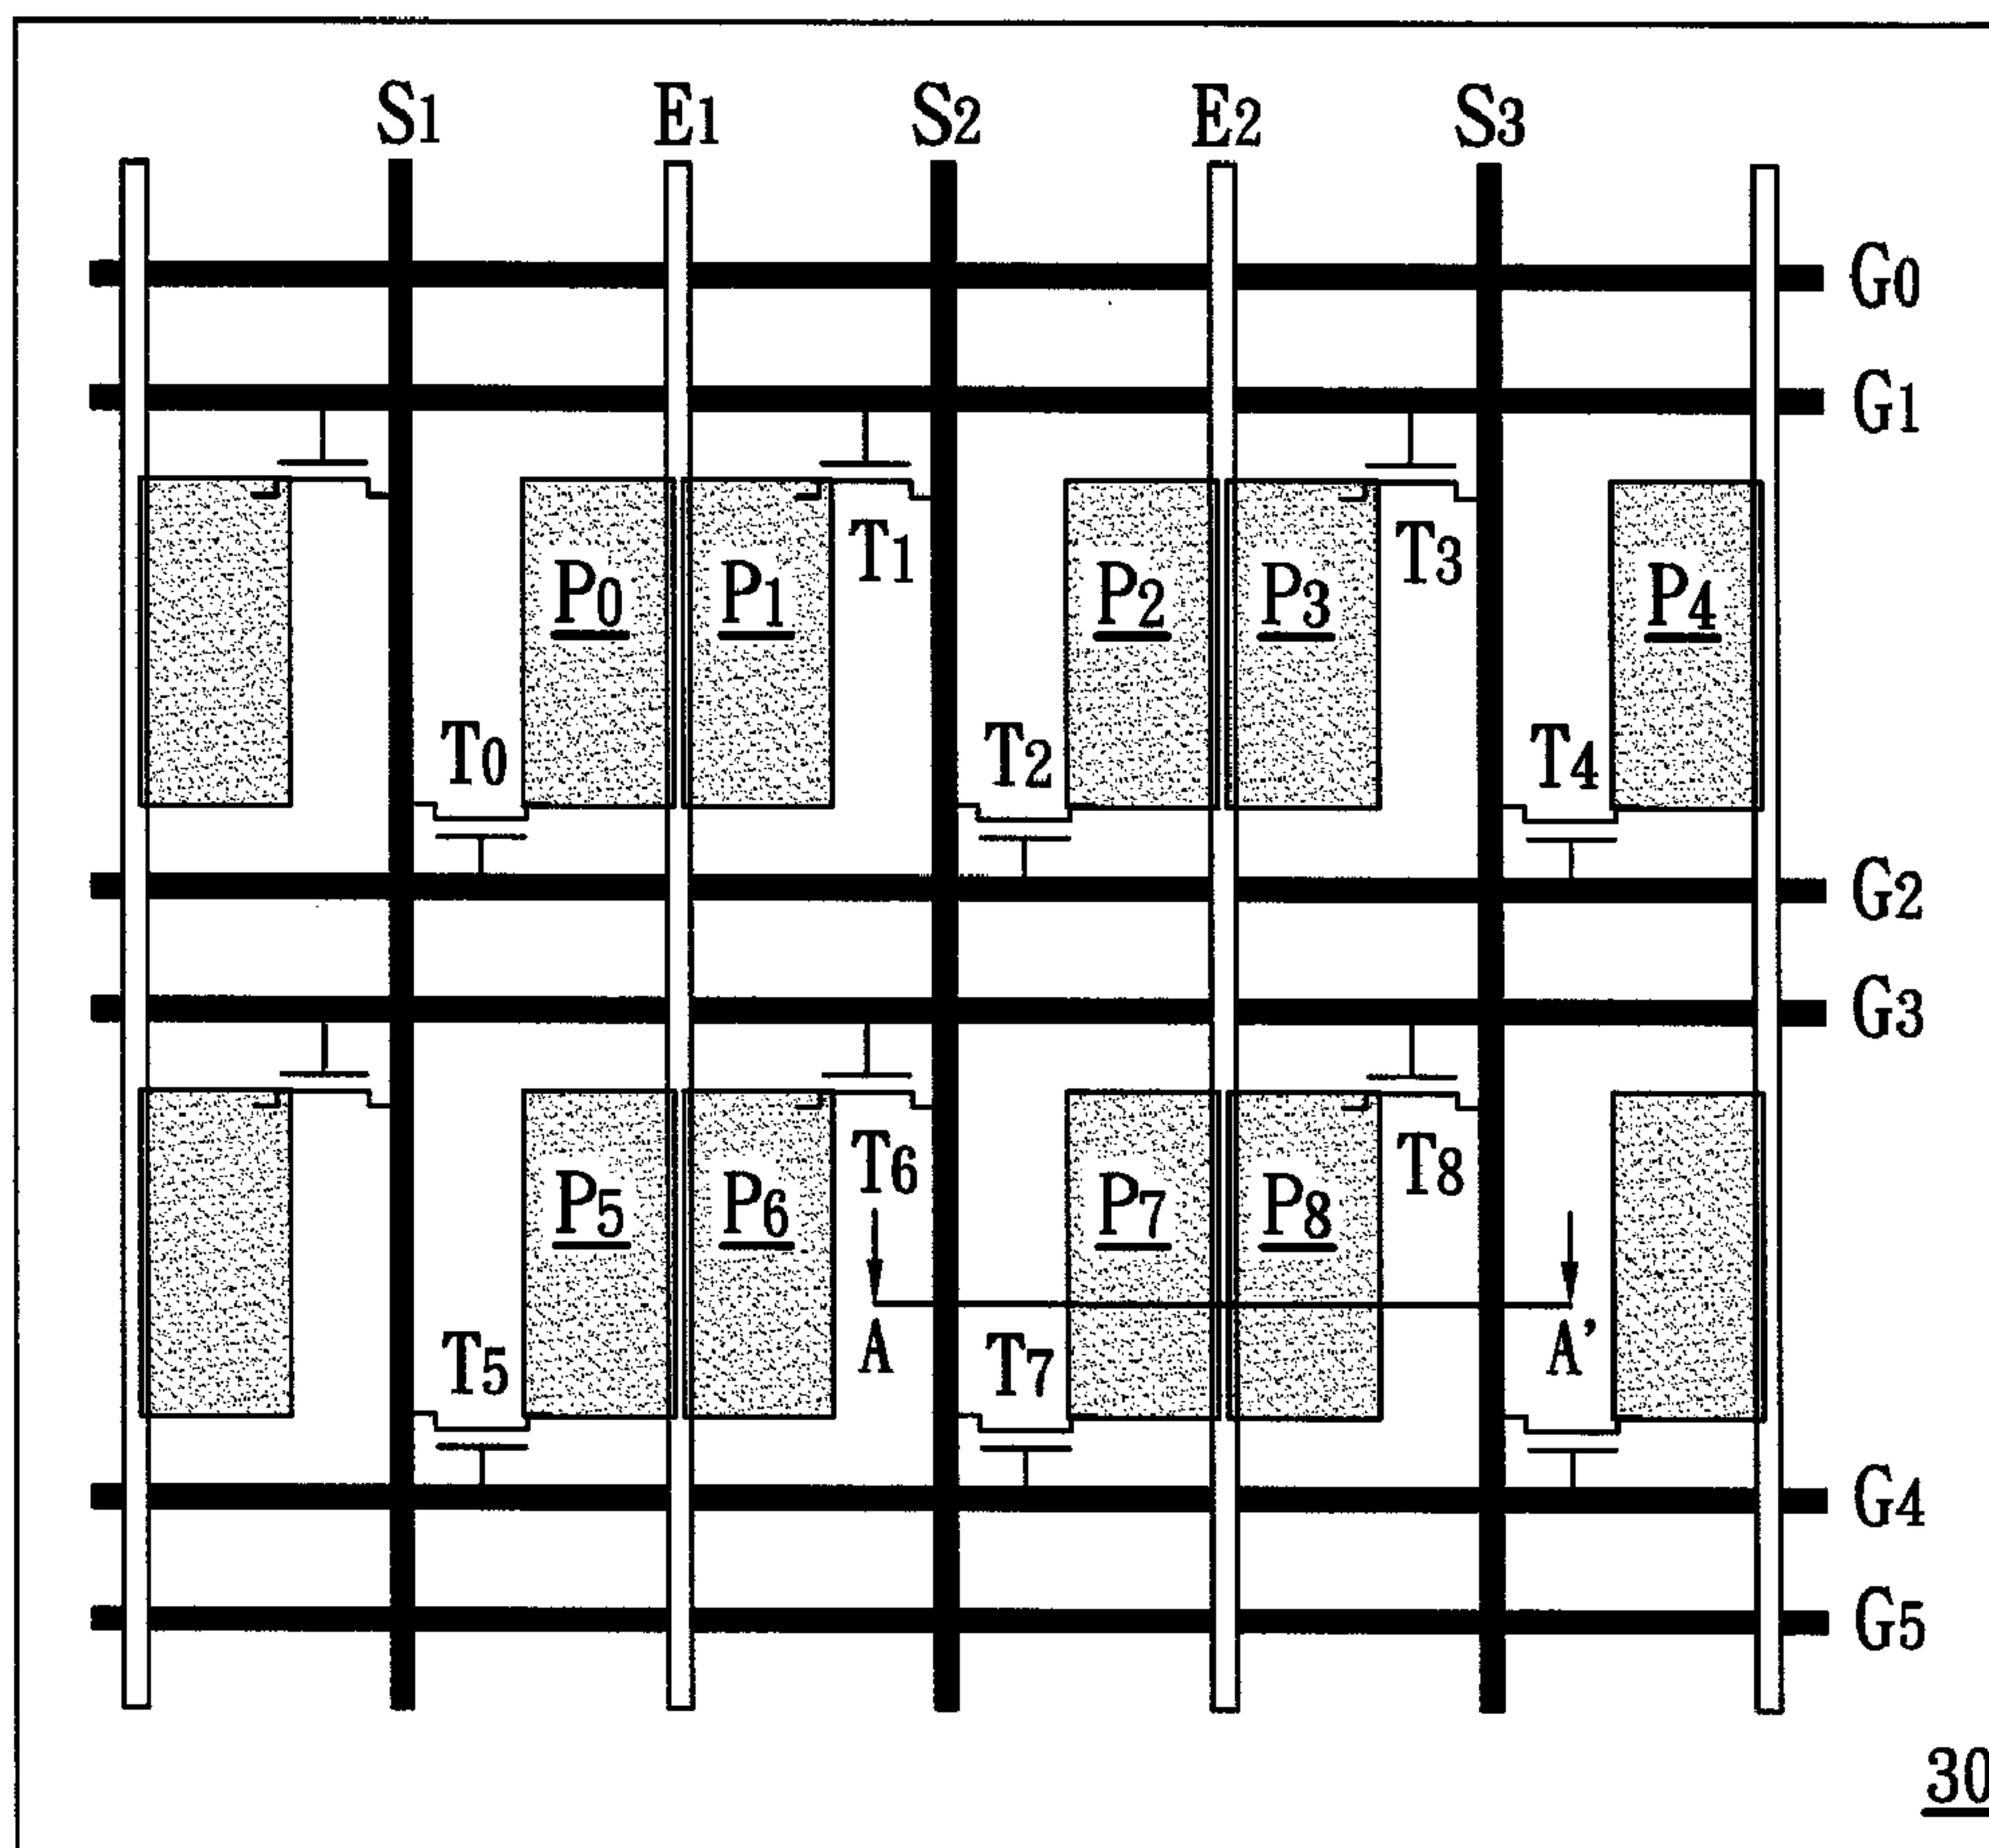 S1 E1 S2 E2 S3
G0
G1
T1 T3
P0 P1 P2 P3 P4
T0 T2 T4
G2
G3
T6 T8
P5 P6 P7 P8
T5 A T7 A'
G4
G5
30